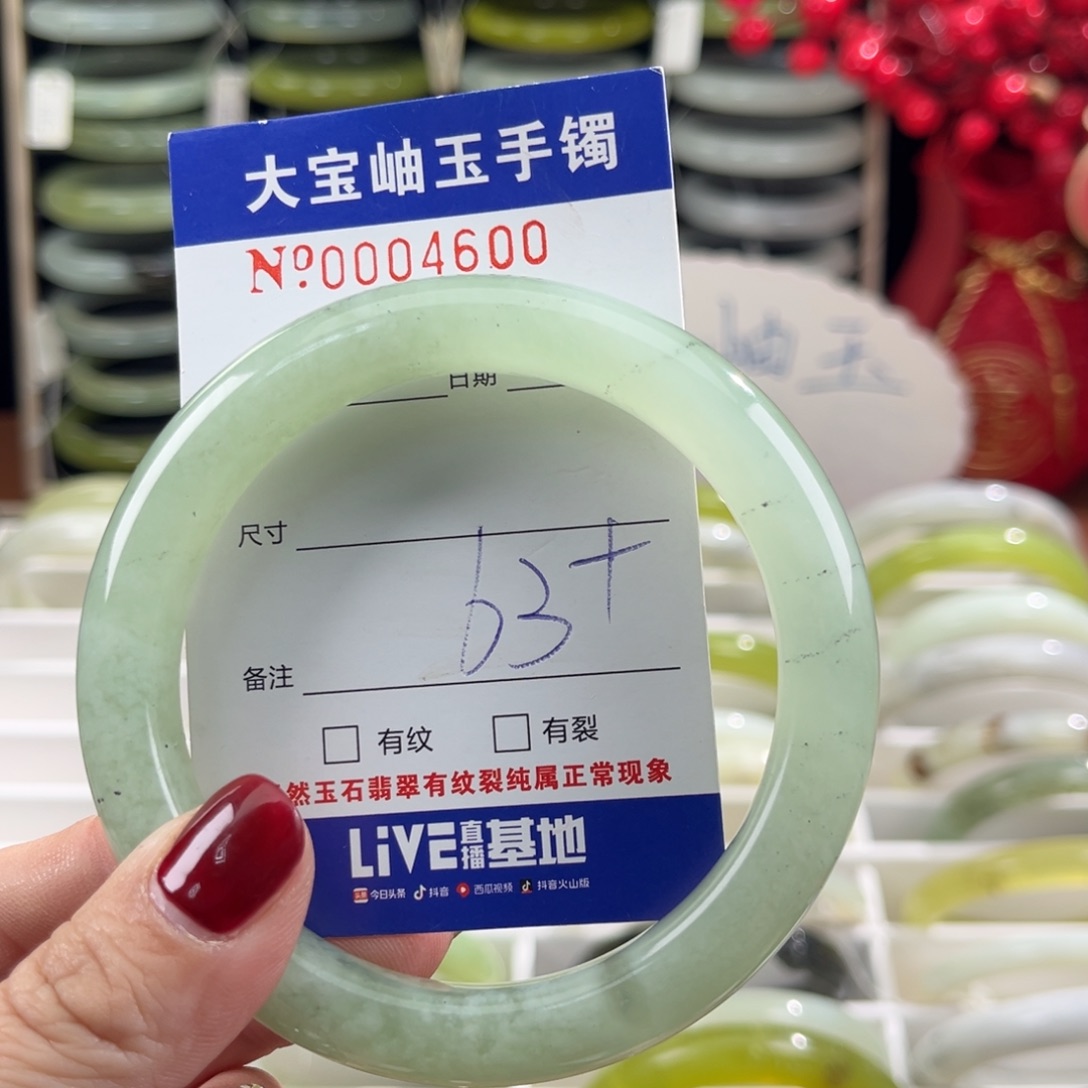 大宝岫玉手镯
Nº0004600
日期
岫玉
尺寸
63+
备注
有纹 有裂
然玉石翡翠有纹裂纯属正常现象
LiVE直播基地
今日头条 抖音 西瓜视频 抖音火山版